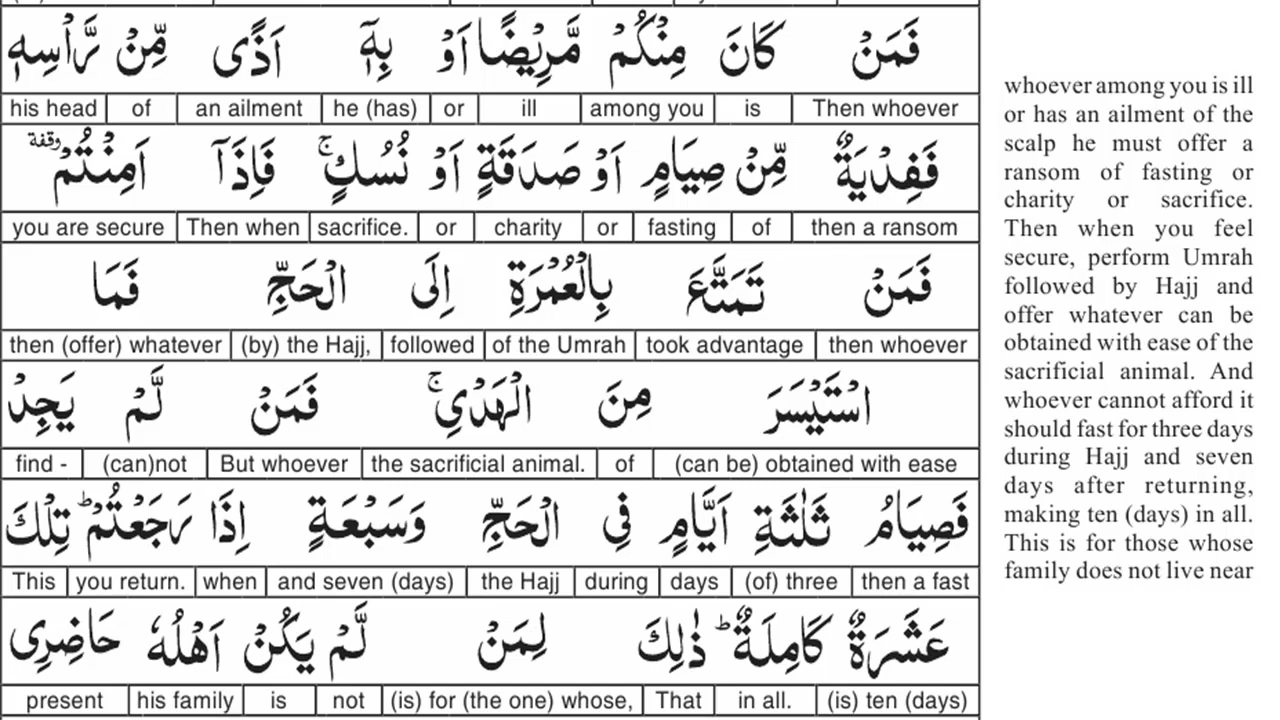 فَمَنْ كَانَ مِنْكُمْ مَّرِيْضًا اَوْ بِهٖٓ اَذًى مِّنْ رَّاْسِهٖ
Then whoever is among you ill or he (has) an ailment of his head
فَفِدْيَةٌ مِّنْ صِيَامٍ اَوْ صَدَقَةٍ اَوْ نُسُكٍ ۚ فَاِذَآ اَمِنْتُمْ وقفة
then a ransom of fasting or charity or sacrifice. Then when you are secure
فَمَنْ تَمَتَّعَ بِالْعُمْرَةِ اِلَى الْحَجِّ فَمَا
then whoever took advantage of the Umrah followed (by) the Hajj, then (offer) whatever
اسْتَيْسَرَ مِنَ الْهَدْيِ ۚ فَمَنْ لَّمْ يَجِدْ
(can be) obtained with ease of the sacrificial animal. But whoever (can)not find -
فَصِيَامُ ثَلٰثَةِ اَيَّامٍ فِي الْحَجِّ وَسَبْعَةٍ اِذَا رَجَعْتُمْ ؕ تِلْكَ
then a fast (of) three days during the Hajj and seven (days) when you return. This
عَشَرَةٌ كَامِلَةٌ ؕ ذٰلِكَ لِمَنْ لَّمْ يَكُنْ اَهْلُهٗ حَاضِرِى
(is) ten (days) in all. That (is) for (the one) whose, not is his family present
whoever among you is ill
or has an ailment of the
scalp he must offer a
ransom of fasting or
charity or sacrifice.
Then when you feel
secure, perform Umrah
followed by Hajj and
offer whatever can be
obtained with ease of the
sacrificial animal. And
whoever cannot afford it
should fast for three days
during Hajj and seven
days after returning,
making ten (days) in all.
This is for those whose
family does not live near